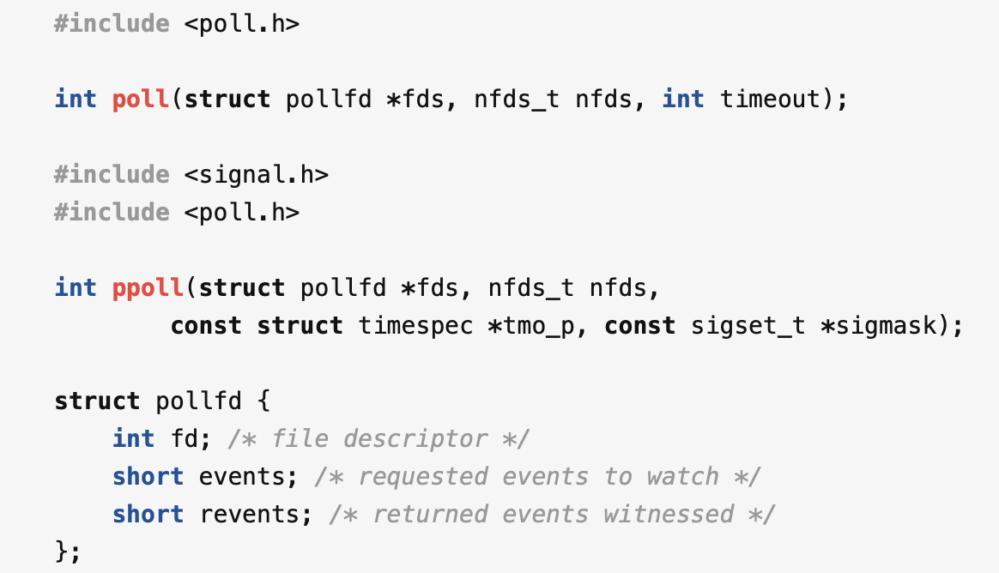 #include <poll.h>
int poll(struct pollfd *fds, nfds_t nfds, int timeout);
#include <signal.h>
#include <poll.h>
int ppoll(struct pollfd *fds, nfds_t nfds,
        const struct timespec *tmo_p, const sigset_t *sigmask);
struct pollfd {
    int fd; /* file descriptor */
    short events; /* requested events to watch */
    short revents; /* returned events witnessed */
};